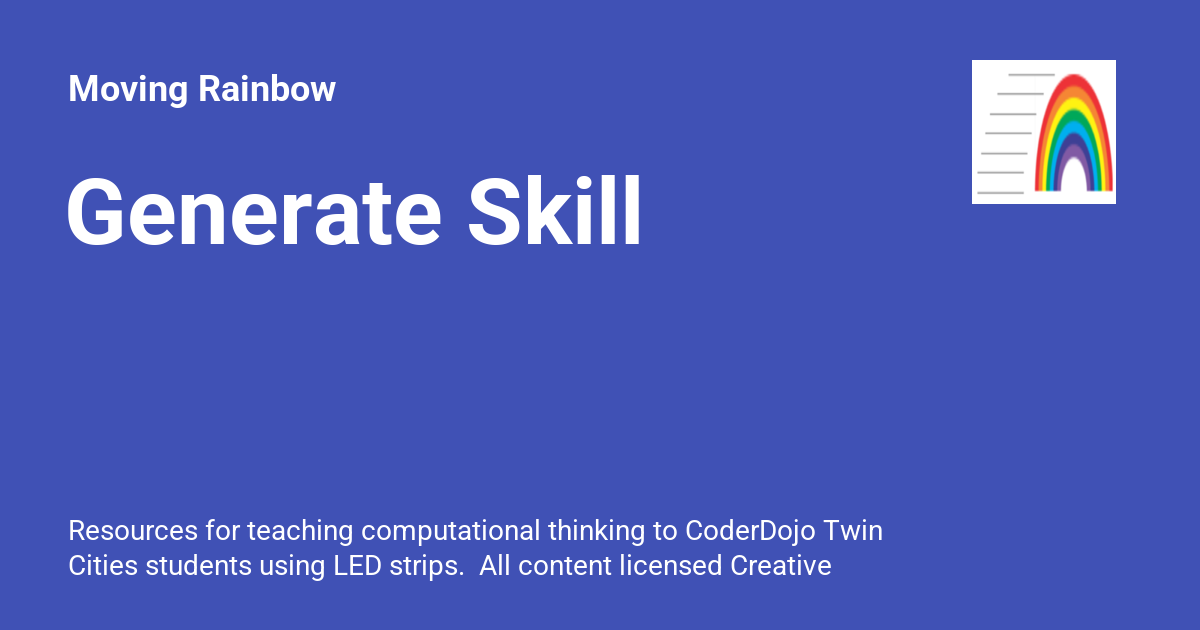 Moving Rainbow
Generate Skill
Resources for teaching computational thinking to CoderDojo Twin
Cities students using LED strips.  All content licensed Creative